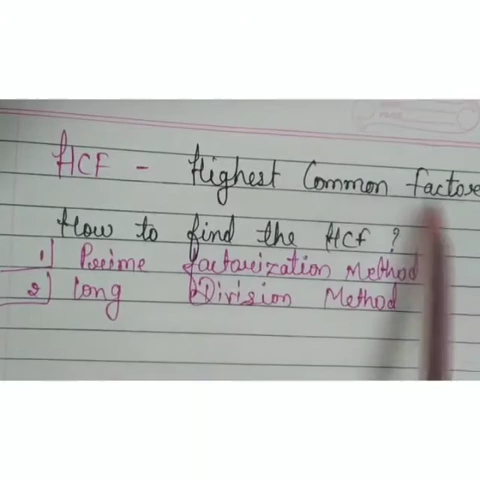 HCF - Highest Common factor
How to find the HCF ?
1) Prime factorization Method
2) Long Division Method